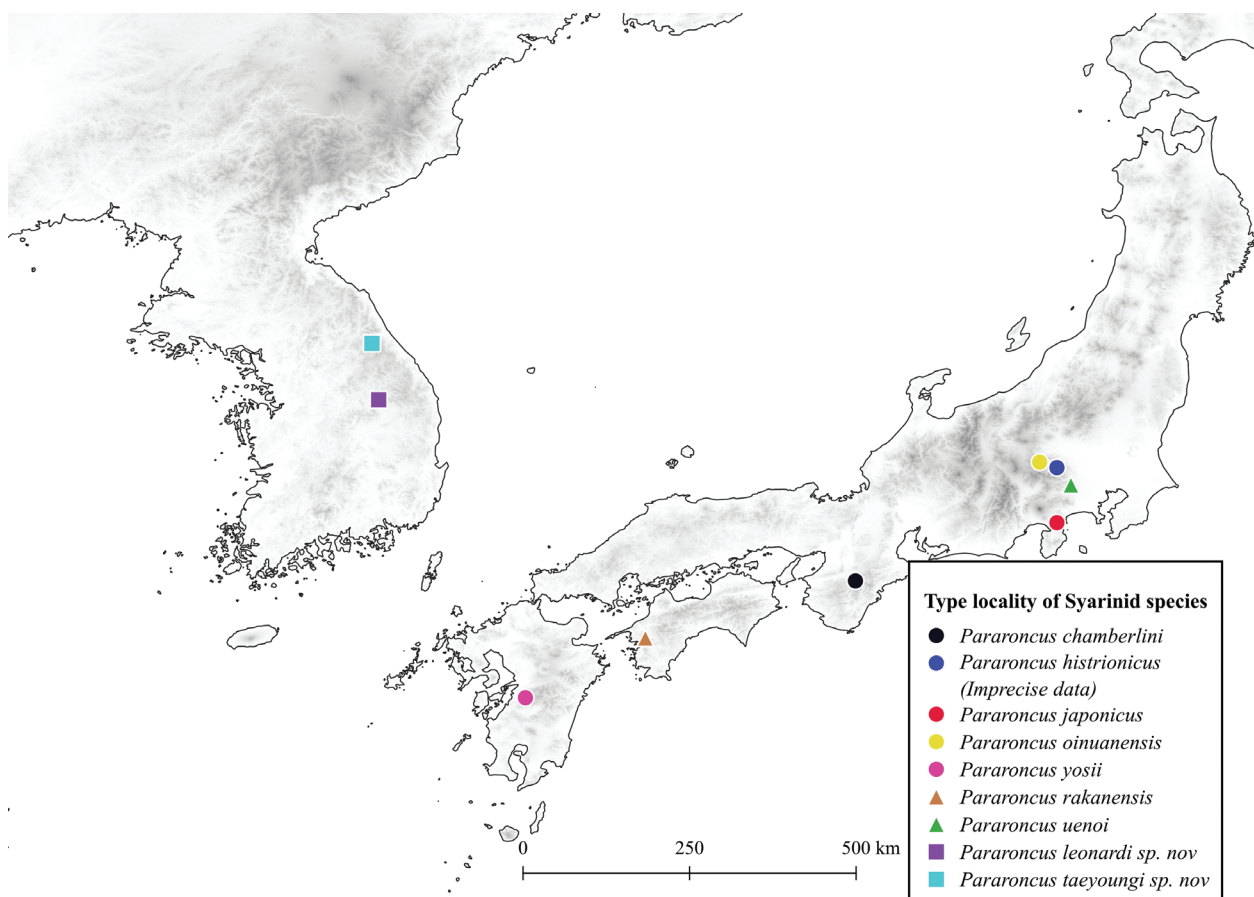 0 250 500 km
Type locality of Syarinid species
Pararoncus chamberlini
Pararoncus histrionicus
(Imprecise data)
Pararoncus japonicus
Pararoncus oinuanensis
Pararoncus yosii
Pararoncus rakanensis
Pararoncus uenoi
Pararoncus leonardi sp. nov
Pararoncus taeyoungi sp. nov